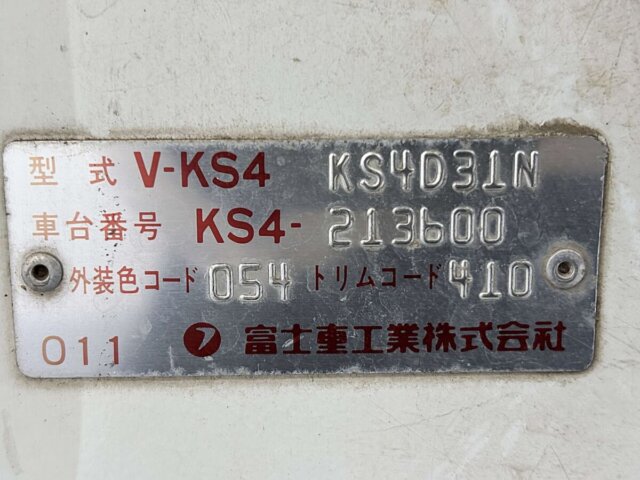 型式 V-KS4 KS4D31N
車台番号 KS4-213600
外装色コード 054 トリムコード 410
011 富士重工業株式会社